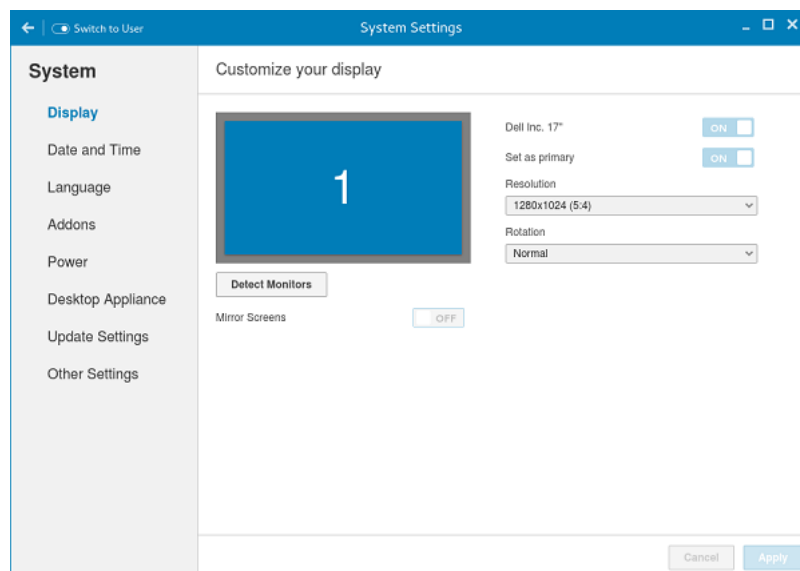 Switch to User
System Settings
System
Display
Date and Time
Language
Addons
Power
Desktop Appliance
Update Settings
Other Settings
Customize your display
1
Detect Monitors
Mirror Screens OFF
Dell Inc. 17" ON
Set as primary ON
Resolution
1280x1024 (5:4)
Rotation
Normal
Cancel Apply